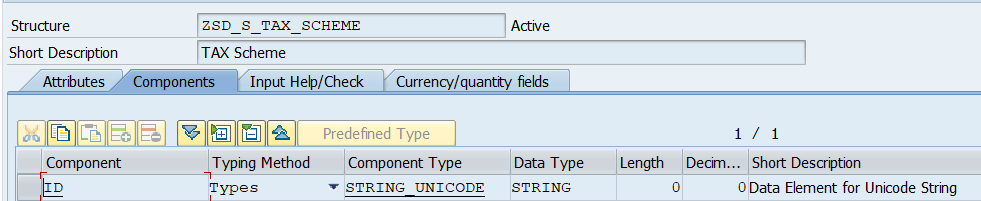 Structure ZSD_S_TAX_SCHEME Active
Short Description TAX Scheme
Attributes Components Input Help/Check Currency/quantity fields
Predefined Type 1 / 1
Component Typing Method Component Type Data Type Length Decim... Short Description
ID Types STRING_UNICODE STRING 0 0 Data Element for Unicode String